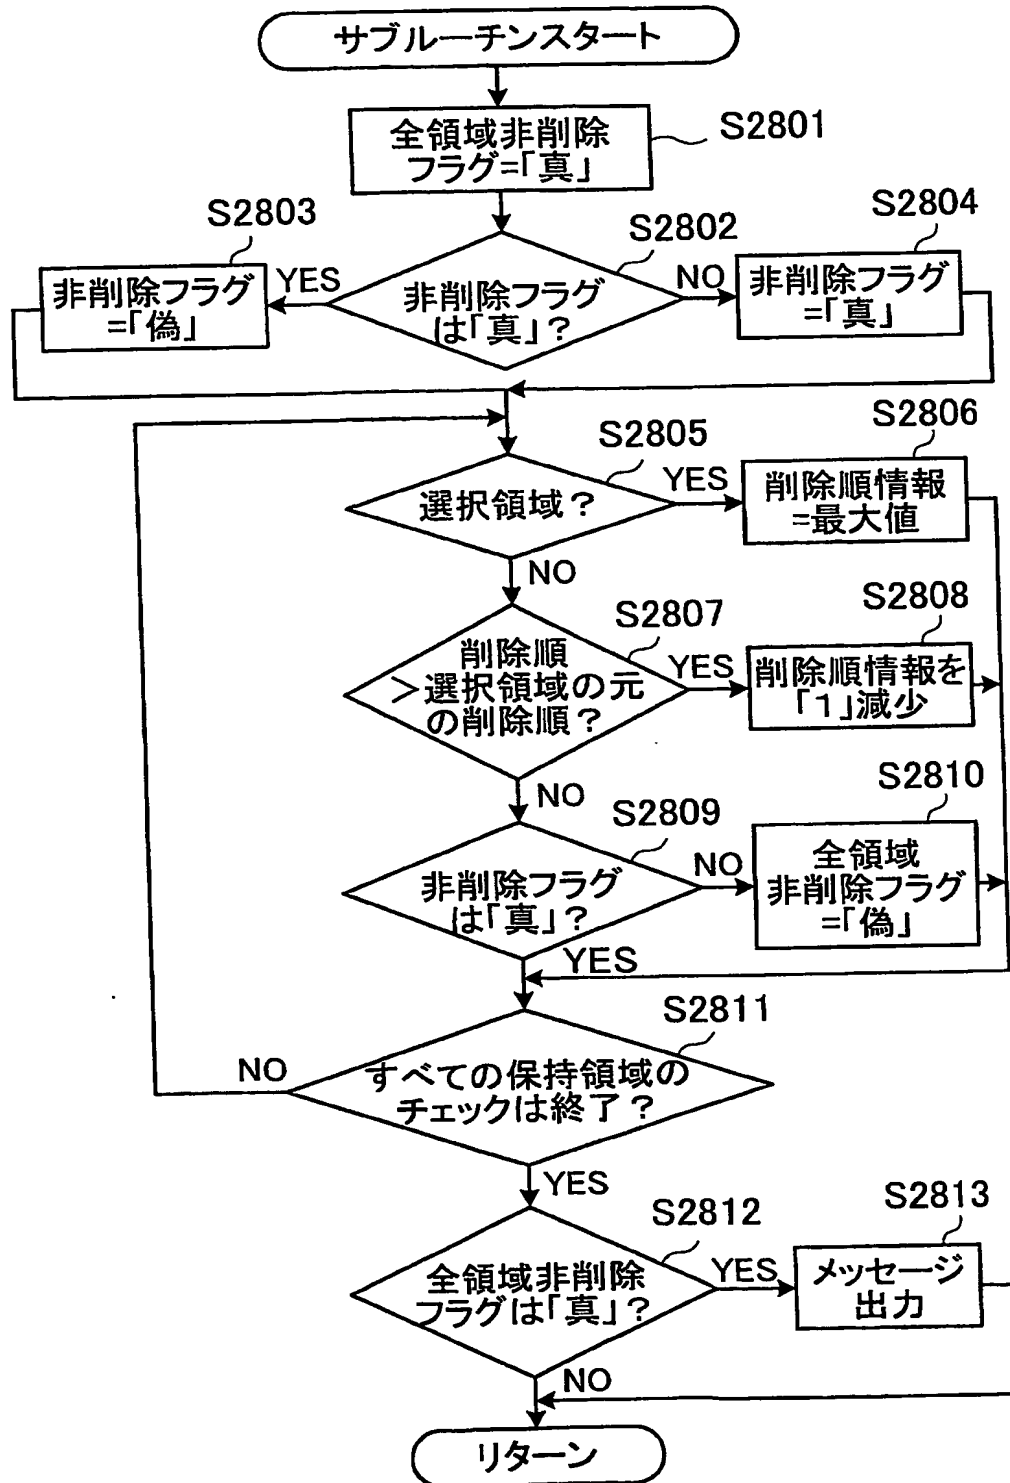 サブルーチンスタート
全領域非削除
フラグ=「真」
S2801
S2803
非削除フラグ
=「偽」
YES
S2802
非削除フラグ
は「真」?
NO
S2804
非削除フラグ
=「真」
S2805
選択領域?
YES
S2806
削除順情報
=最大値
NO
S2807
削除順
>選択領域の元
の削除順?
YES
S2808
削除順情報を
「1」減少
NO
S2809
非削除フラグ
は「真」?
NO
S2810
全領域
非削除フラグ
=「偽」
YES
S2811
すべての保持領域の
チェックは終了?
NO
YES
S2812
全領域非削除
フラグは「真」?
YES
S2813
メッセージ
出力
NO
リターン